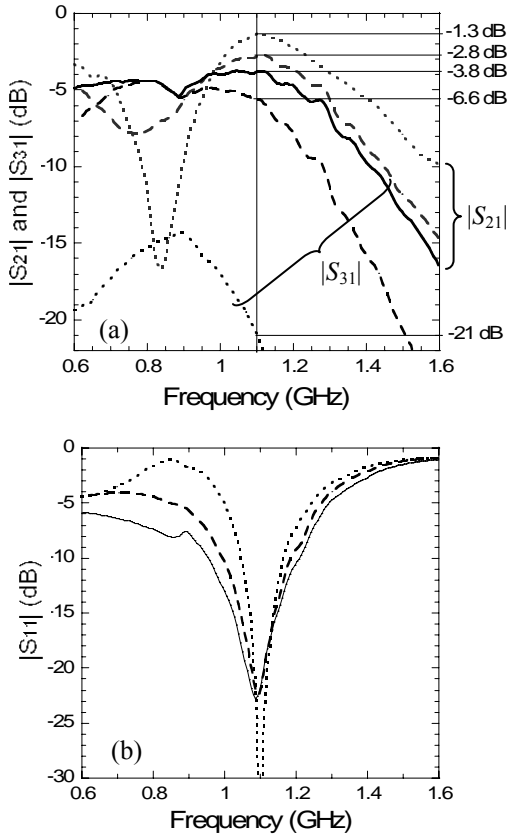 0
-5
-10
-15
-20
|S21| and |S31| (dB)
-1.3 dB
-2.8 dB
-3.8 dB
-6.6 dB
|S21|
|S31|
-21 dB
(a)
0.6 0.8 1 1.2 1.4 1.6
Frequency (GHz)
0
-5
-10
-15
-20
-25
-30
|S11| (dB)
(b)
0.6 0.8 1 1.2 1.4 1.6
Frequency (GHz)